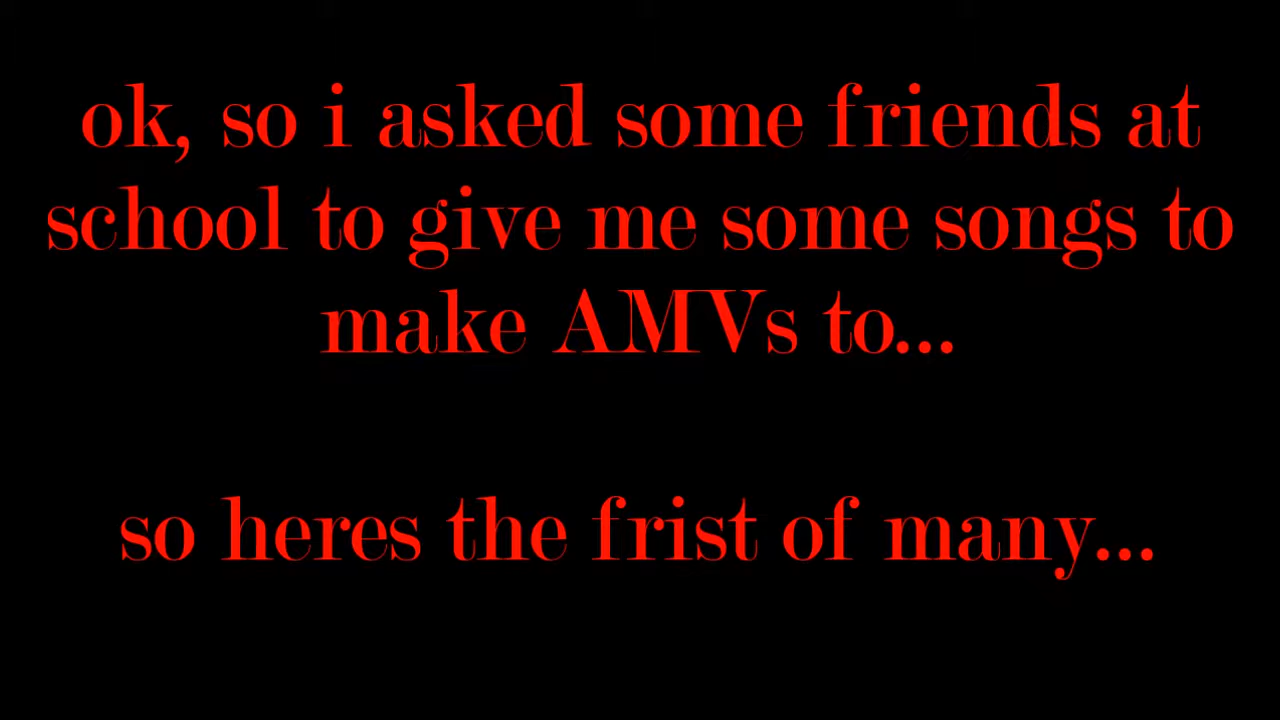 ok, so i asked some friends at
school to give me some songs to
make AMVs to...
so heres the frist of many...